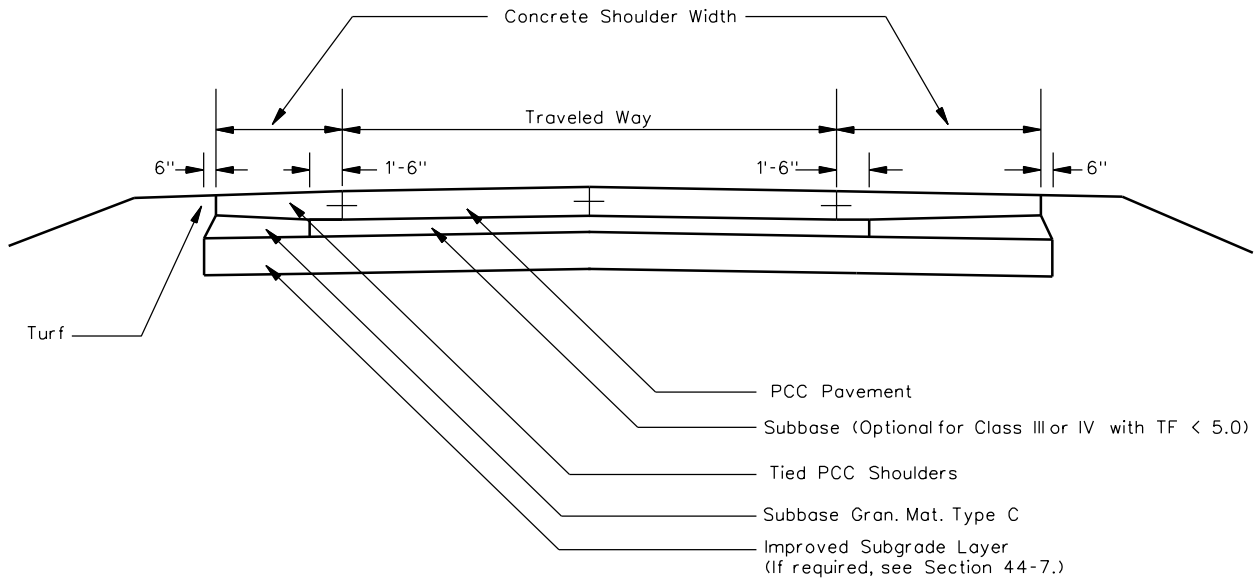 Concrete Shoulder Width
Traveled Way
6" 1'-6" 1'-6" 6"
Turf
PCC Pavement
Subbase (Optional for Class III or IV with TF < 5.0)
Tied PCC Shoulders
Subbase Gran. Mat. Type C
Improved Subgrade Layer
(If required, see Section 44-7.)